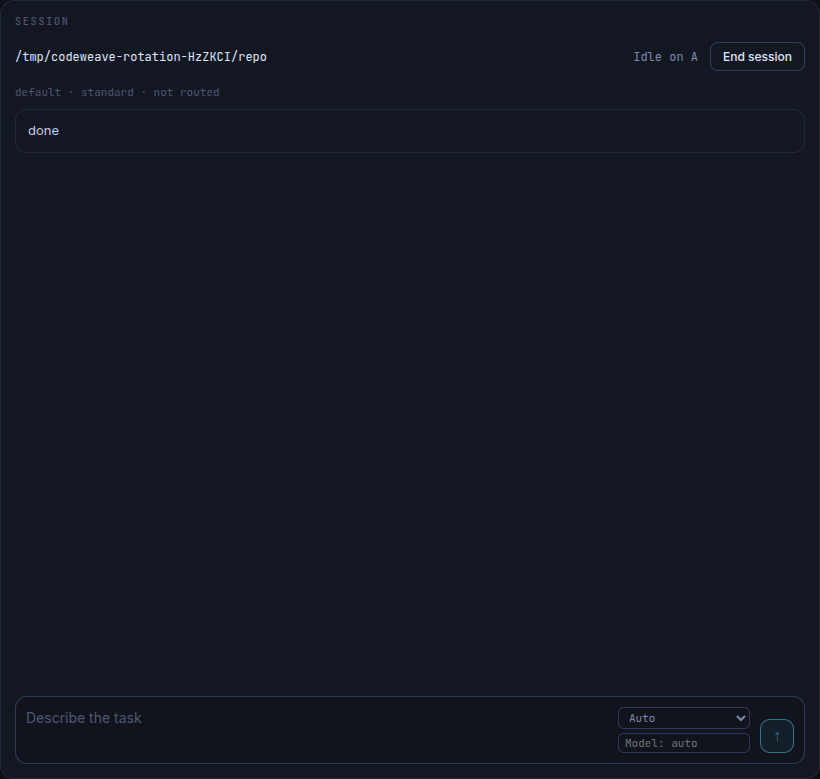 SESSION
/tmp/codeweave-rotation-HzZKCI/repo
Idle on A
End session
default · standard · not routed
done
Describe the task
Auto
Model: auto
↑